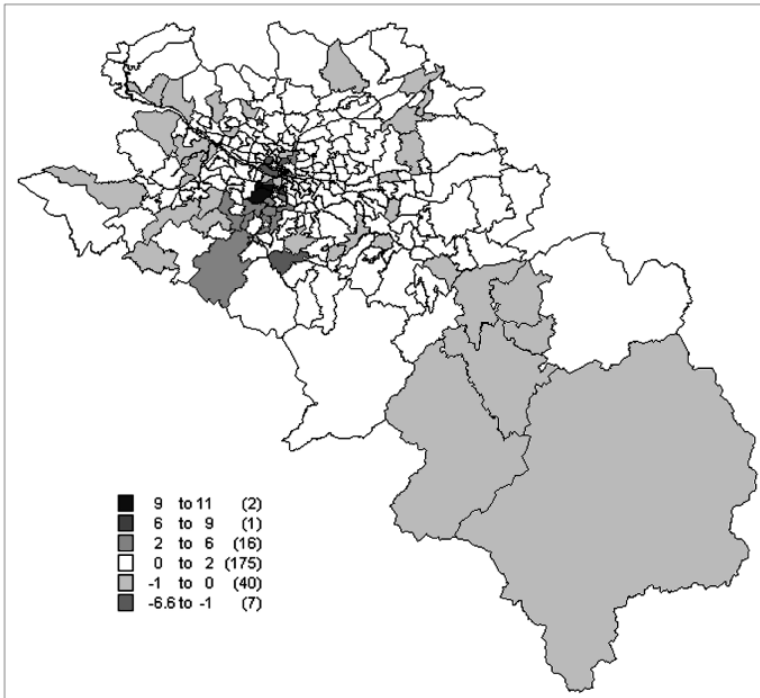 9 to 11 (2)
6 to 9 (1)
2 to 6 (16)
0 to 2 (175)
-1 to 0 (40)
-6.6 to -1 (7)